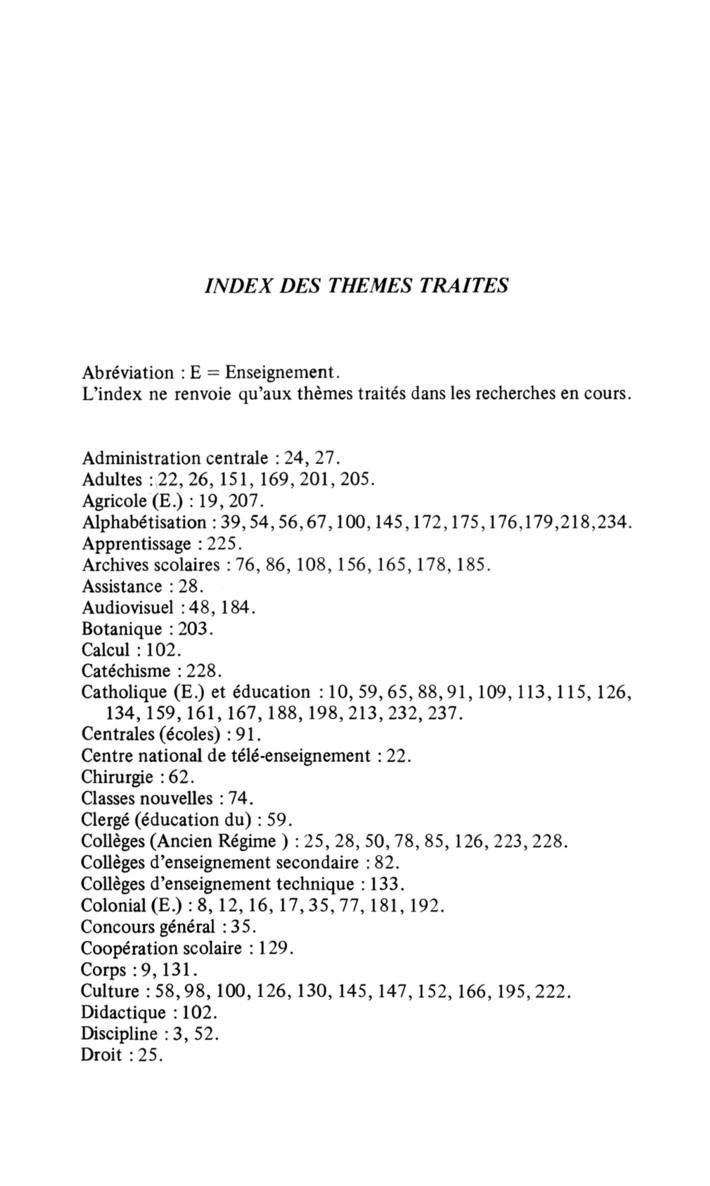 INDEX DES THEMES TRAITES
Abréviation : E = Enseignement.
L'index ne renvoie qu'aux thèmes traités dans les recherches en cours.
Administration centrale : 24, 27.
Adultes : 22, 26, 151, 169, 201, 205.
Agricole (E.) : 19, 207.
Alphabétisation : 39, 54, 56, 67, 100, 145, 172, 175, 176, 179, 218, 234.
Apprentissage : 225.
Archives scolaires : 76, 86, 108, 156, 165, 178, 185.
Assistance : 28.
Audiovisuel : 48, 184.
Botanique : 203.
Calcul : 102.
Catéchisme : 228.
Catholique (E.) et éducation : 10, 59, 65, 88, 91, 109, 113, 115, 126,
134, 159, 161, 167, 188, 198, 213, 232, 237.
Centrales (écoles) : 91.
Centre national de télé-enseignement : 22.
Chirurgie : 62.
Classes nouvelles : 74.
Clergé (éducation du) : 59.
Collèges (Ancien Régime ) : 25, 28, 50, 78, 85, 126, 223, 228.
Collèges d'enseignement secondaire : 82.
Collèges d'enseignement technique : 133.
Colonial (E.) : 8, 12, 16, 17, 35, 77, 181, 192.
Concours général : 35.
Coopération scolaire : 129.
Corps : 9, 131.
Culture : 58, 98, 100, 126, 130, 145, 147, 152, 166, 195, 222.
Didactique : 102.
Discipline : 3, 52.
Droit : 25.